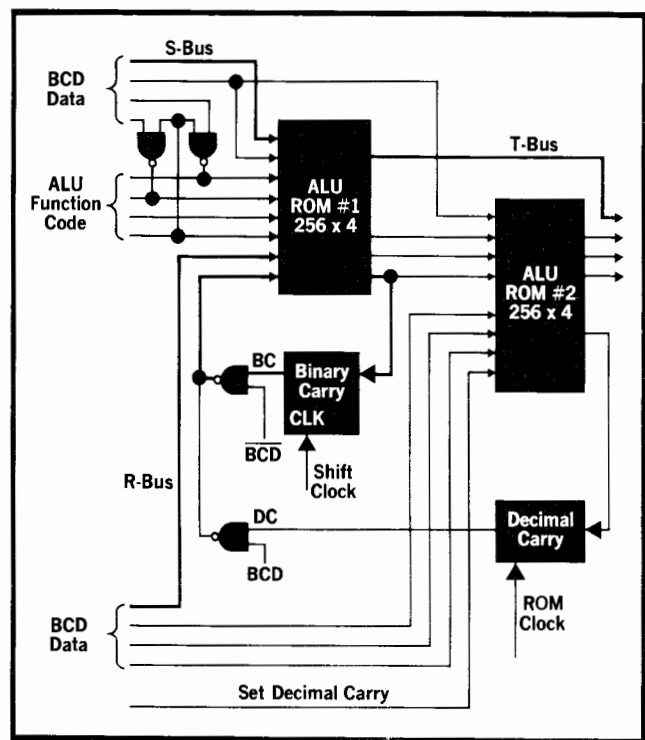 S-Bus
BCD
Data
T-Bus
ALU
Function
Code
ALU
ROM #1
256 x 4
ALU
ROM #2
256 x 4
BC
Binary
Carry
CLK
BCD
Shift
Clock
R-Bus
DC
Decimal
Carry
BCD
ROM
Clock
BCD
Data
Set Decimal Carry